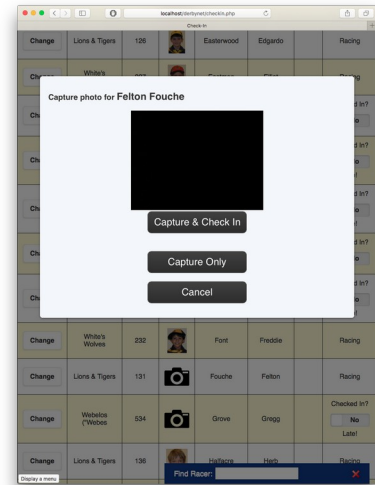 localhost/derbynet/checkin.php
Check-In
Change Lions & Tigers 126 Easterwood Edgardo Racing
White's
Capture photo for Felton Fouche
Capture & Check In
Capture Only
Cancel
Change White's Wolves 232 Font Freddie Racing
Change Lions & Tigers 131 Fouche Felton Racing
Checked In?
Change Webelos ("Webes 534 Grove Gregg No
Late!
Change Lions & Tigers 136 Halfacre Herb Racing
Find Racer:
Display a menu